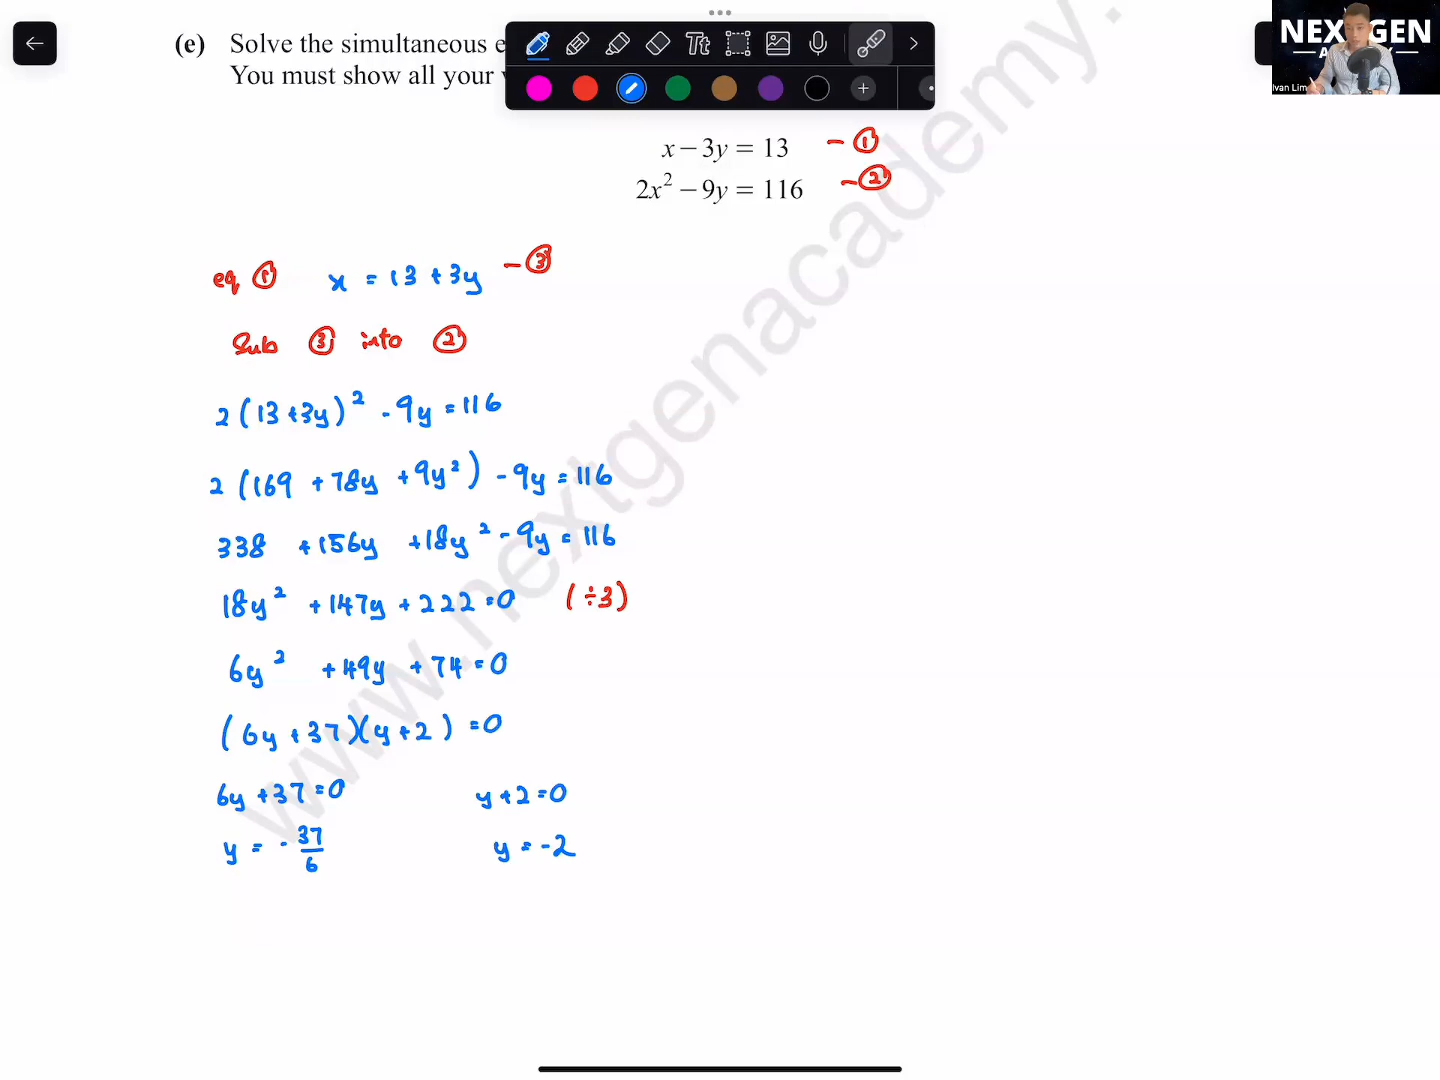 (e) Solve the simultaneous e
You must show all your
Tt
NEXTGEN
Ivan Lim
x − 3y = 13 - ①
2x² − 9y = 116 - ②
eq ① x = 13 + 3y - ③
Sub ③ into ②
2(13+3y)² - 9y = 116
2(169 + 78y + 9y²) - 9y = 116
338 + 156y + 18y² - 9y = 116
18y² + 147y + 222 = 0 (÷3)
6y² + 49y + 74 = 0
(6y + 37)(y + 2) = 0
6y + 37 = 0 y + 2 = 0
y = - 37/6 y = -2
www.nextgenacademy.